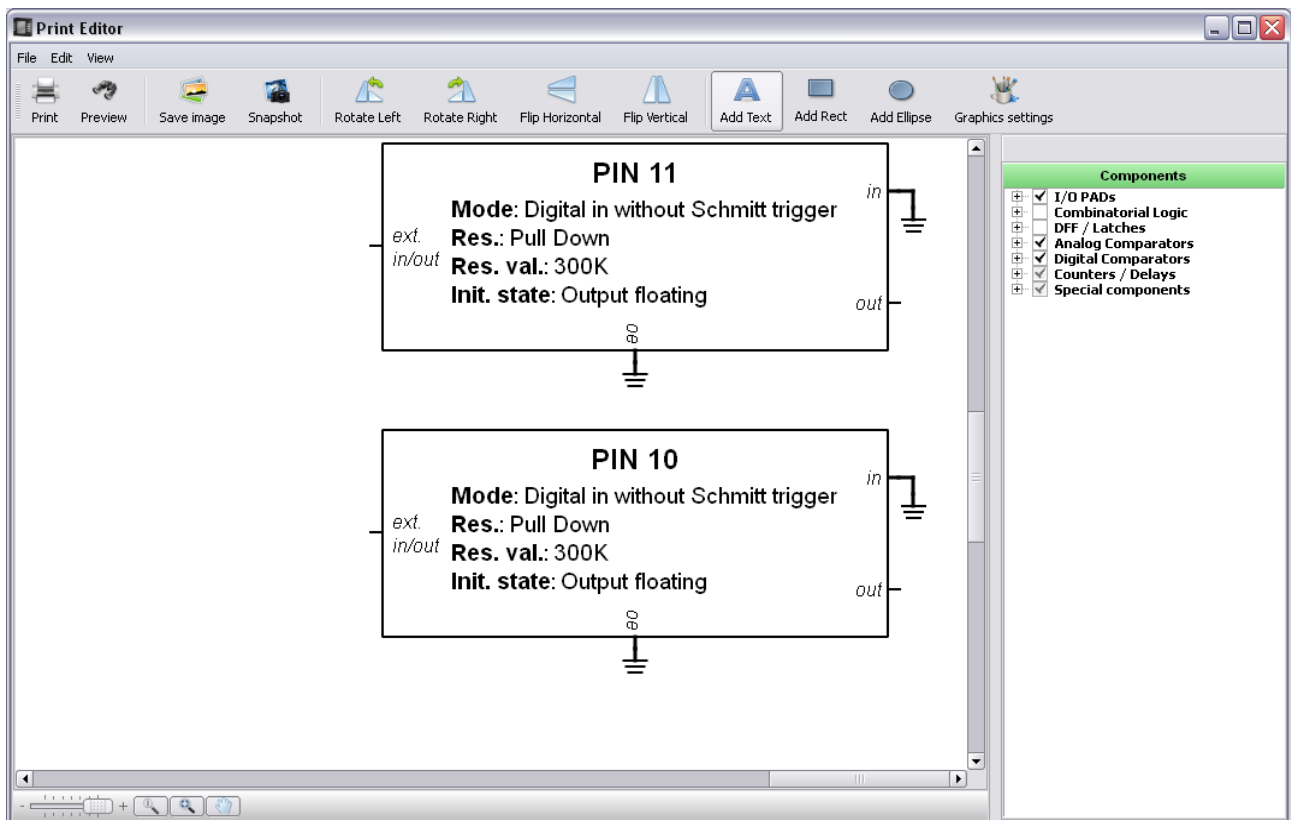 Print Editor
File Edit View
Print Preview Save image Snapshot Rotate Left Rotate Right Flip Horizontal Flip Vertical Add Text Add Rect Add Ellipse Graphics settings
PIN 11
Mode: Digital in without Schmitt trigger
Res.: Pull Down
Res. val.: 300K
Init. state: Output floating
ext.
in/out
in
out
oe
PIN 10
Mode: Digital in without Schmitt trigger
Res.: Pull Down
Res. val.: 300K
Init. state: Output floating
ext.
in/out
in
out
oe
Components
I/O PADs
Combinatorial Logic
DFF / Latches
Analog Comparators
Digital Comparators
Counters / Delays
Special components
- +